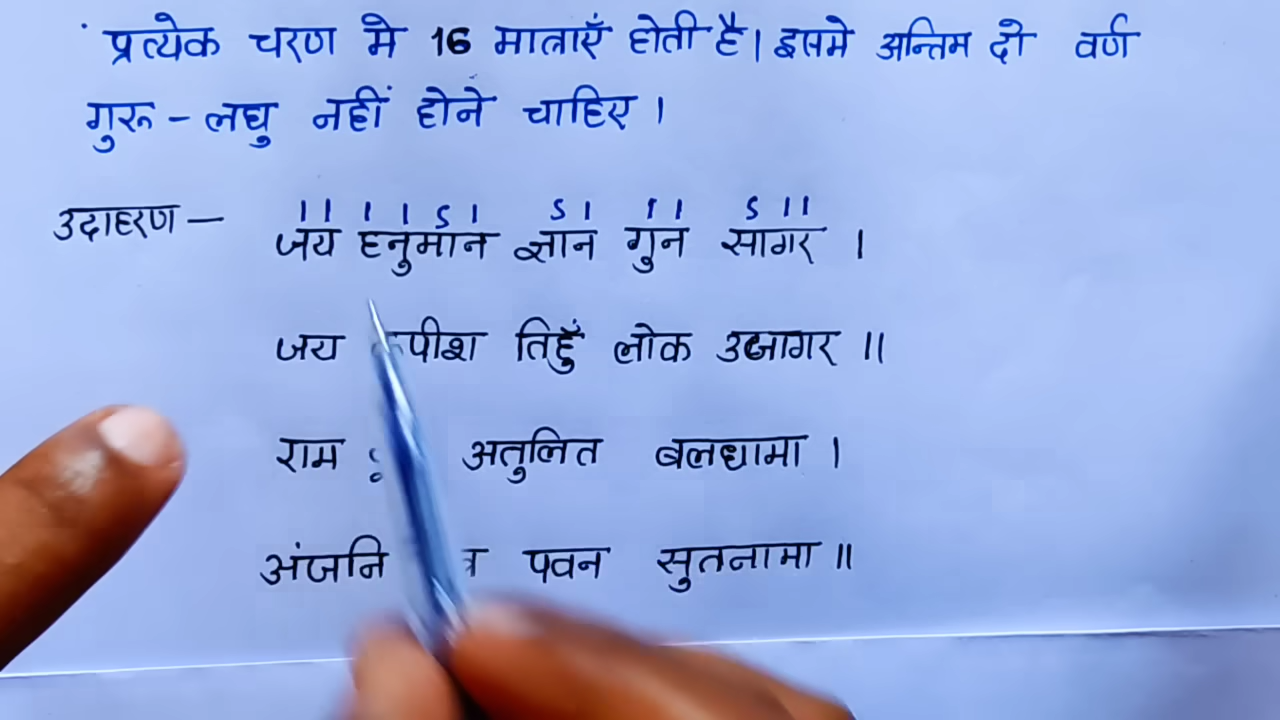 प्रत्येक चरण मे 16 मात्राएँ होती है। इसमे अन्तिम दो वर्ण
गुरू - लघु नहीं होने चाहिए ।
। । । । ऽ । ऽ । । । ऽ । ।
उदाहरण — जय हनुमान ज्ञान गुन सागर ।
जय कपीश तिहुँ लोक उजागर ॥
राम अतुलित बलधामा ।
अंजनि पवन सुतनामा ॥